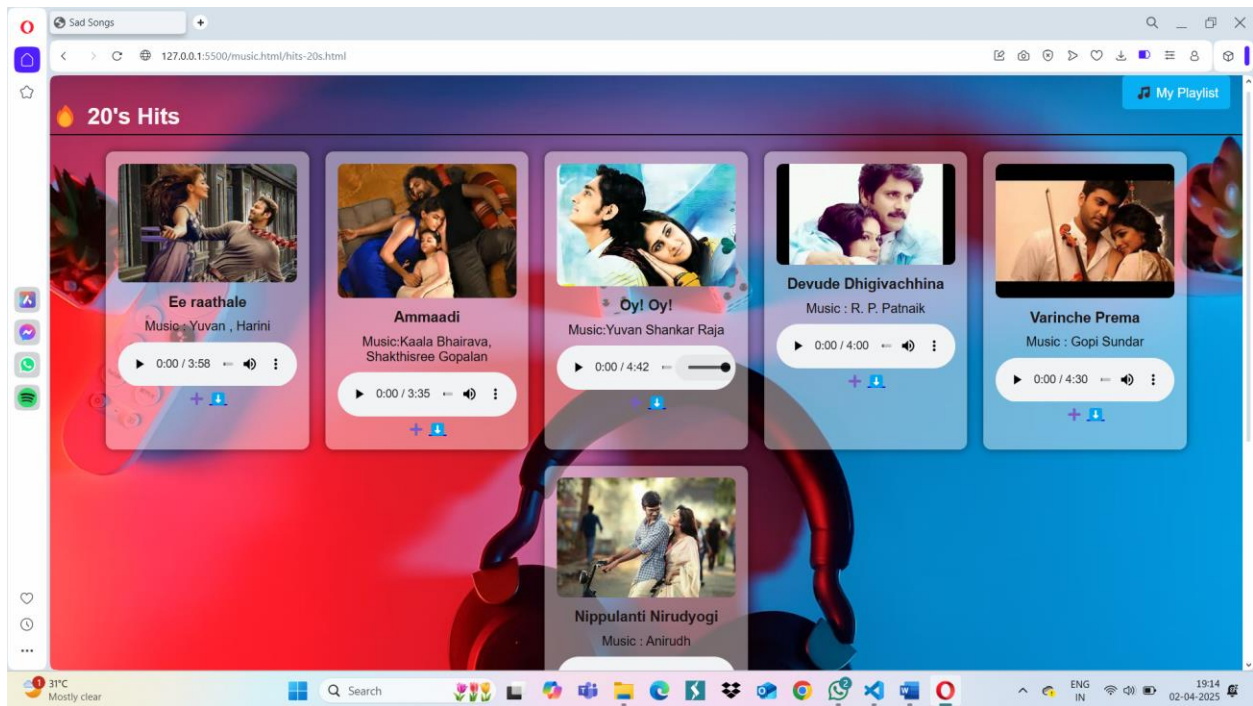 Sad Songs
127.0.0.1:5500/music.html/hits-20s.html
My Playlist
20's Hits
Ee raathale
Music : Yuvan , Harini
0:00 / 3:58
Ammaadi
Music:Kaala Bhairava,
Shakthisree Gopalan
0:00 / 3:35
Oy! Oy!
Music:Yuvan Shankar Raja
0:00 / 4:42
Devude Dhigivachhina
Music : R. P. Patnaik
0:00 / 4:00
Varinche Prema
Music : Gopi Sundar
0:00 / 4:30
Nippulanti Nirudyogi
Music : Anirudh
1
31°C
Mostly clear
Search
2
ENG
IN
19:14
02-04-2025